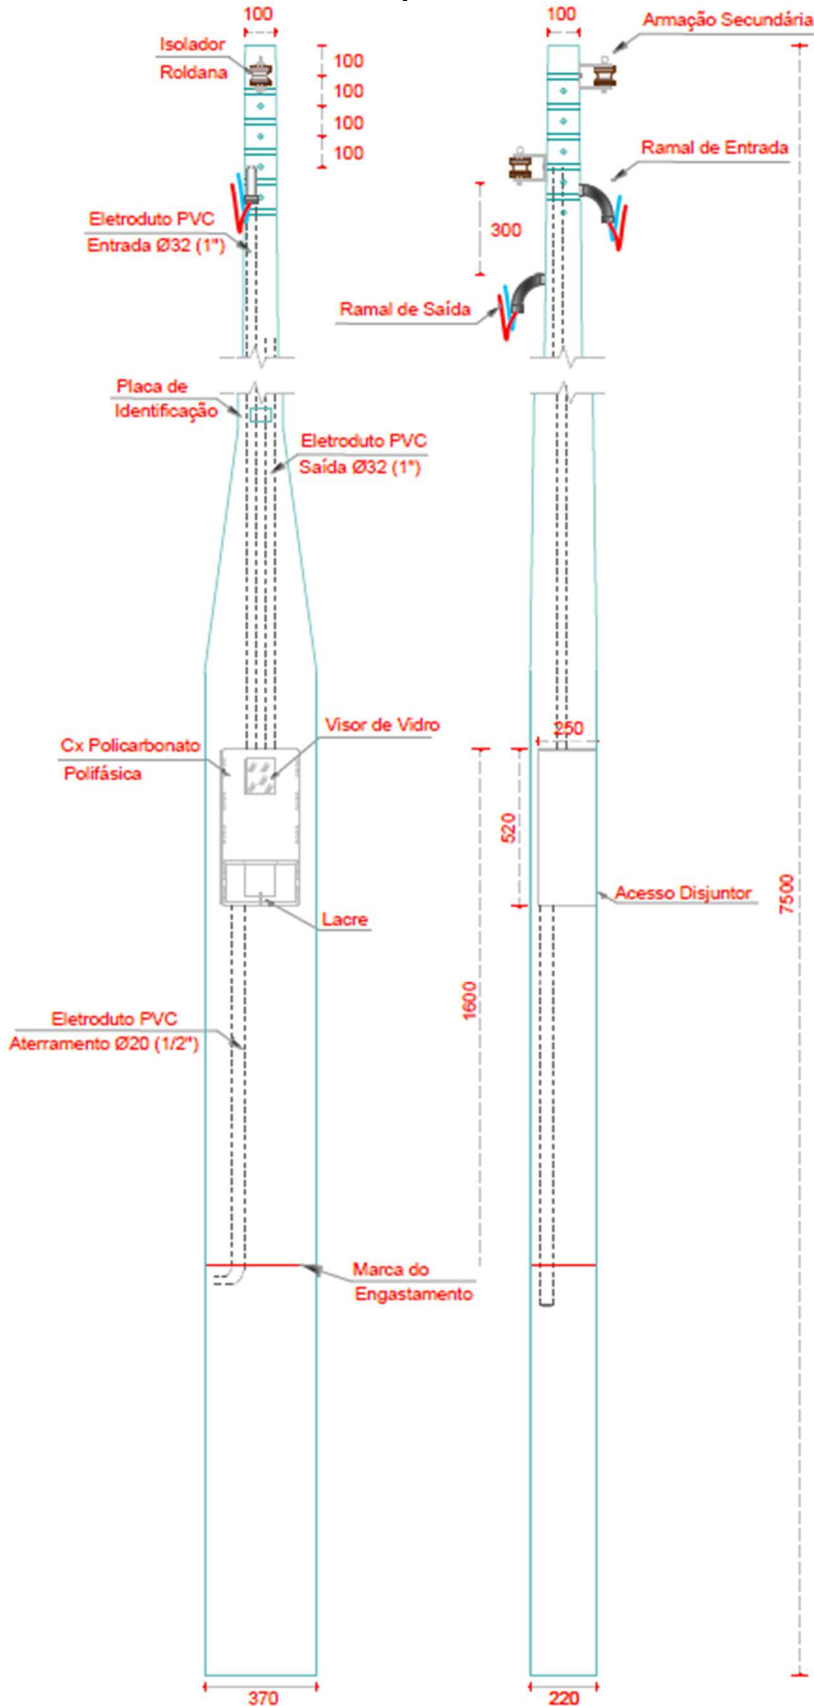 100
100
Armação Secundária
Isolador
Roldana
100
100
100
100
Ramal de Entrada
Eletroduto PVC
Entrada Ø32 (1")
300
Ramal de Saída
Placa de
Identificação
Eletroduto PVC
Saída Ø32 (1")
Visor de Vidro
250
Cx Policarbonato
Polifásica
520
7500
Acesso Disjuntor
Lacre
1600
Eletroduto PVC
Aterramento Ø20 (1/2")
Marca do
Engastamento
370
220